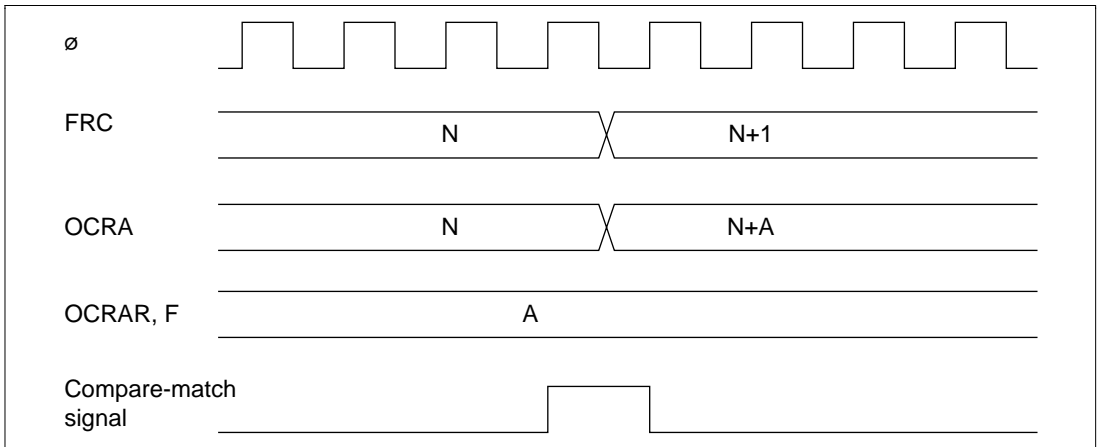 ø
FRC
N
N+1
OCRA
N
N+A
OCRAR, F
A
Compare-match
signal